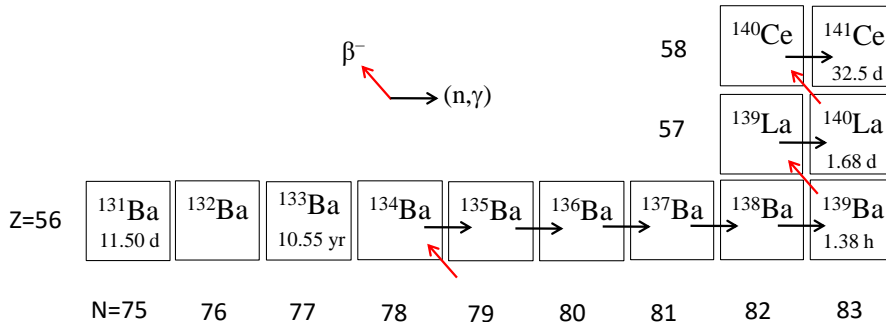 58 ¹⁴⁰Ce ¹⁴¹Ce
32.5 d
β⁻
(n,γ)
57 ¹³⁹La ¹⁴⁰La
1.68 d
Z=56 ¹³¹Ba ¹³²Ba ¹³³Ba ¹³⁴Ba ¹³⁵Ba ¹³⁶Ba ¹³⁷Ba ¹³⁸Ba ¹³⁹Ba
11.50 d 10.55 yr 1.38 h
N=75 76 77 78 79 80 81 82 83